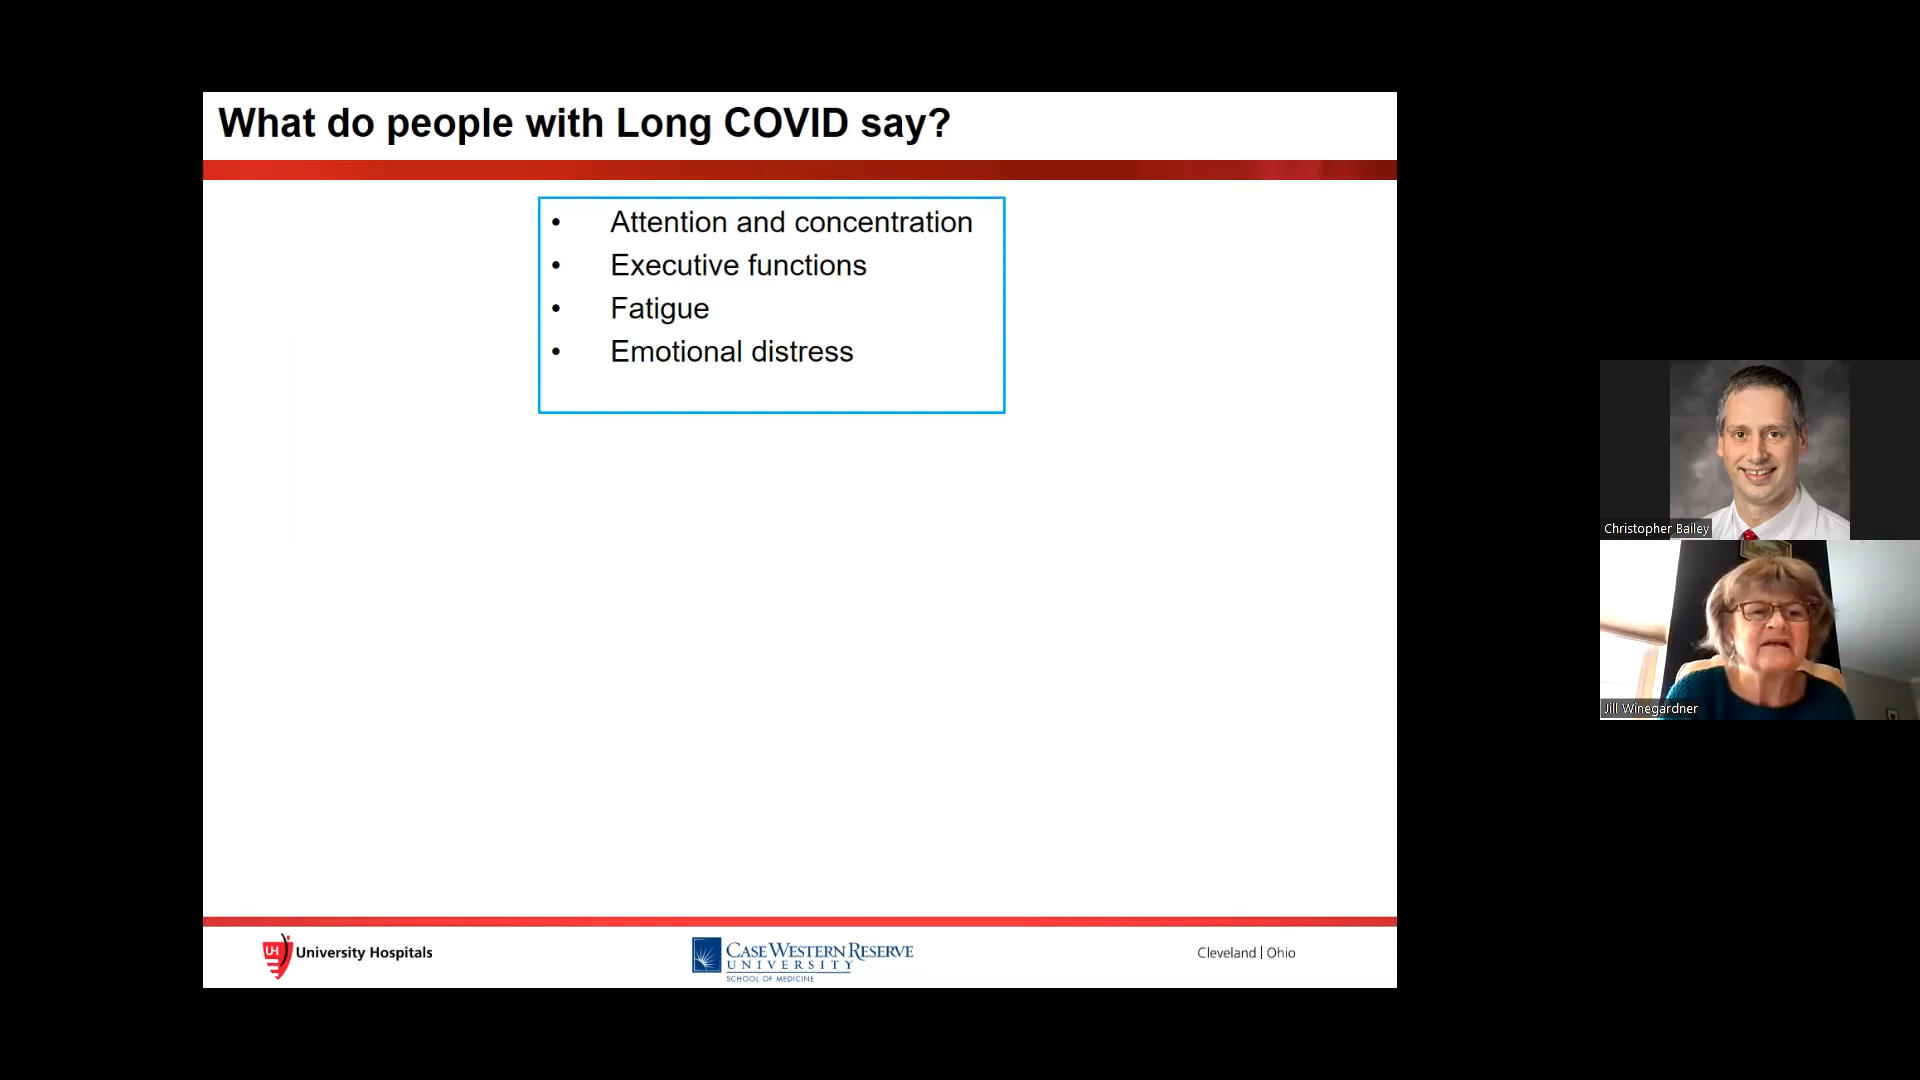 What do people with Long COVID say?
• Attention and concentration
• Executive functions
• Fatigue
• Emotional distress
Christopher Bailey
Jill Winegardner
UH University Hospitals
CASE WESTERN RESERVE
UNIVERSITY
SCHOOL OF MEDICINE
Cleveland | Ohio